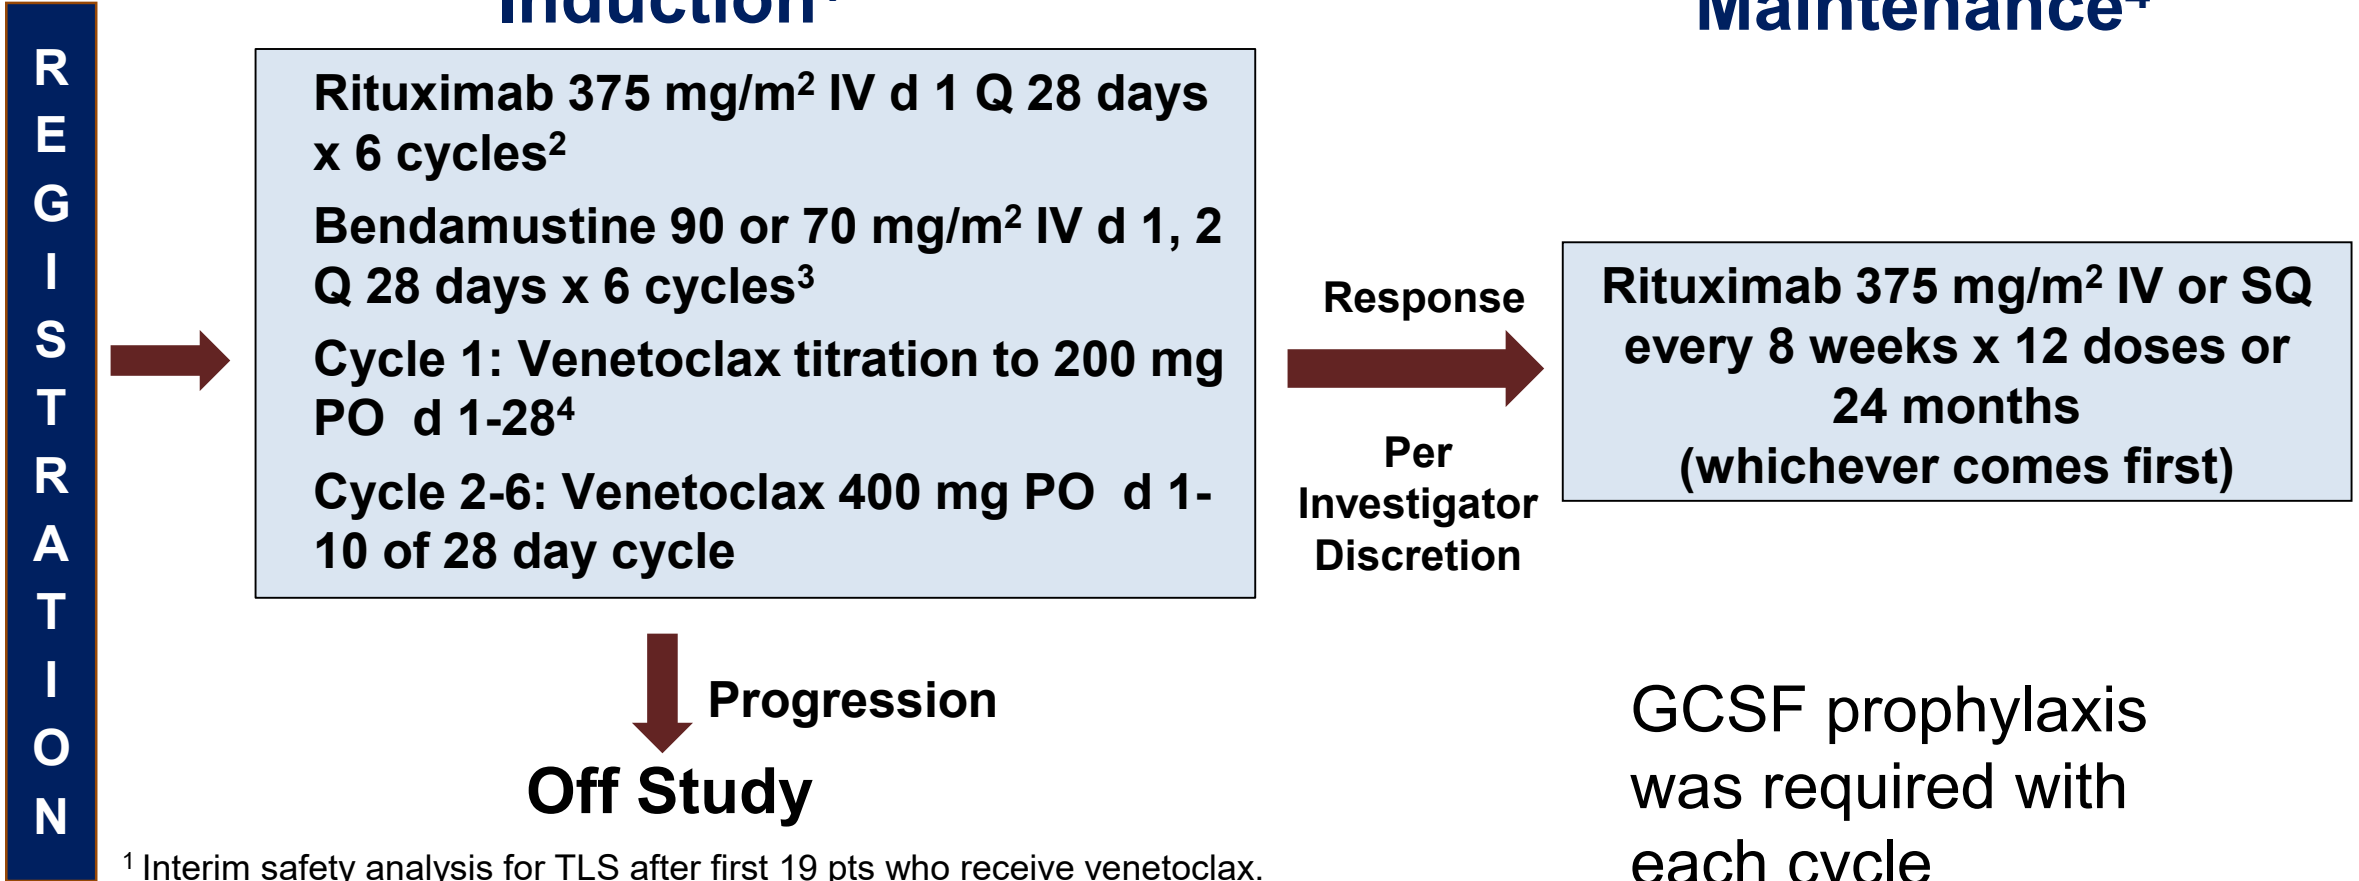 Induction¹
Maintenance⁴
REGISTRATION
Rituximab 375 mg/m² IV d 1 Q 28 days
x 6 cycles²
Bendamustine 90 or 70 mg/m² IV d 1, 2
Q 28 days x 6 cycles³
Cycle 1: Venetoclax titration to 200 mg
PO d 1-28⁴
Cycle 2-6: Venetoclax 400 mg PO d 1-
10 of 28 day cycle
Response
Per
Investigator
Discretion
Rituximab 375 mg/m² IV or SQ
every 8 weeks x 12 doses or
24 months
(whichever comes first)
Progression
Off Study
GCSF prophylaxis
was required with
each cycle
¹ Interim safety analysis for TLS after first 19 pts who receive venetoclax.